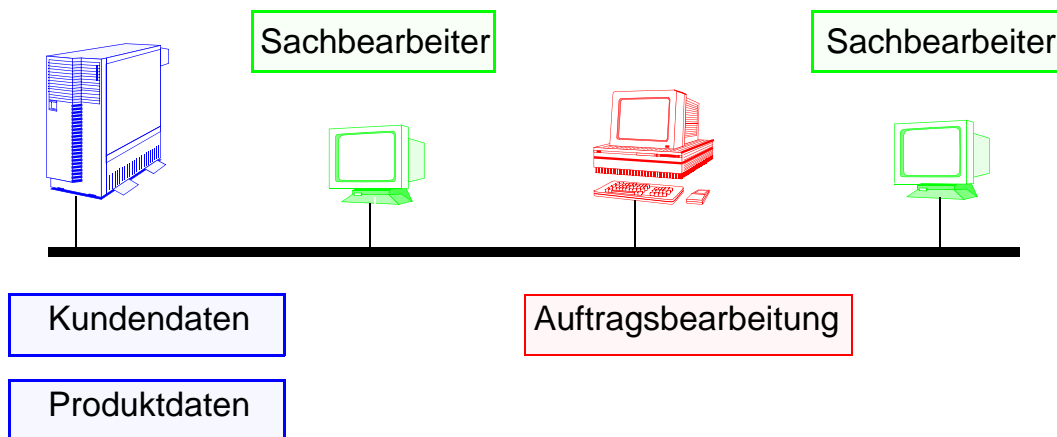 Sachbearbeiter
Sachbearbeiter
Kundendaten
Auftragsbearbeitung
Produktdaten